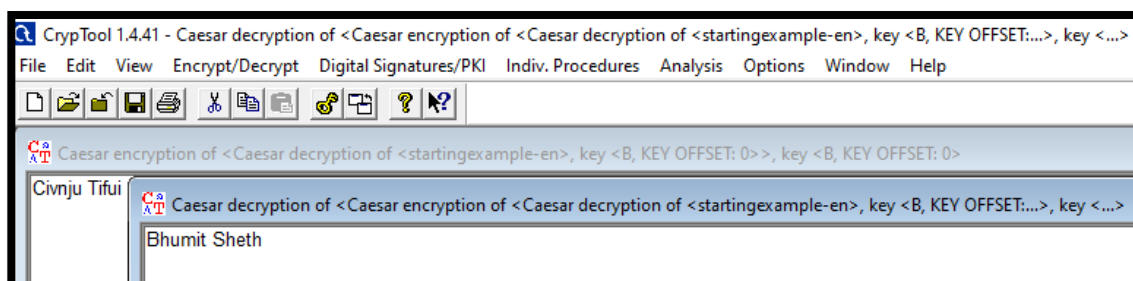 CrypTool 1.4.41 - Caesar decryption of <Caesar encryption of <Caesar decryption of <startingexample-en>, key <B, KEY OFFSET:...>, key <...>
File Edit View Encrypt/Decrypt Digital Signatures/PKI Indiv. Procedures Analysis Options Window Help
Caesar encryption of <Caesar decryption of <startingexample-en>, key <B, KEY OFFSET: 0>>, key <B, KEY OFFSET: 0>
Civnju Tifui
Caesar decryption of <Caesar encryption of <Caesar decryption of <startingexample-en>, key <B, KEY OFFSET:...>, key <...>
Bhumit Sheth